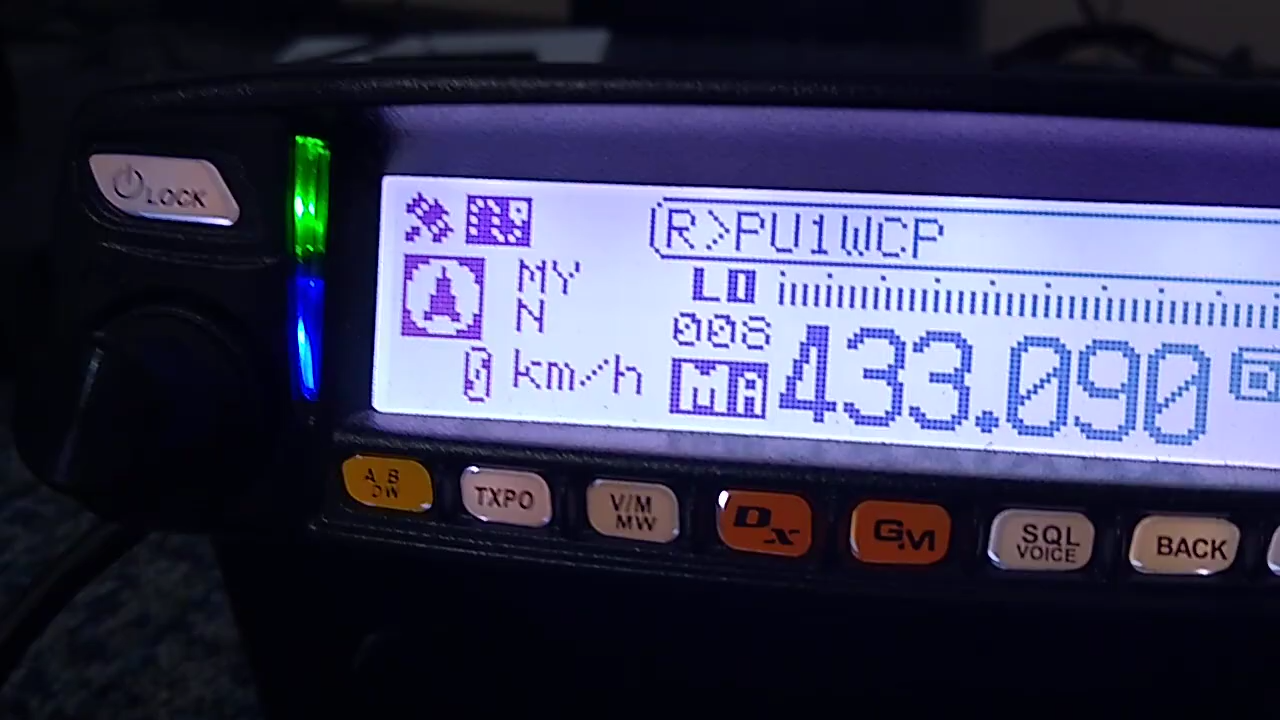 LOCK
(R)>PU1WCP
MY
N
LO
008
0 km/h
MA
433.090
A B
DW
TXPO
V/M
MW
DX
GM
SQL
VOICE
BACK